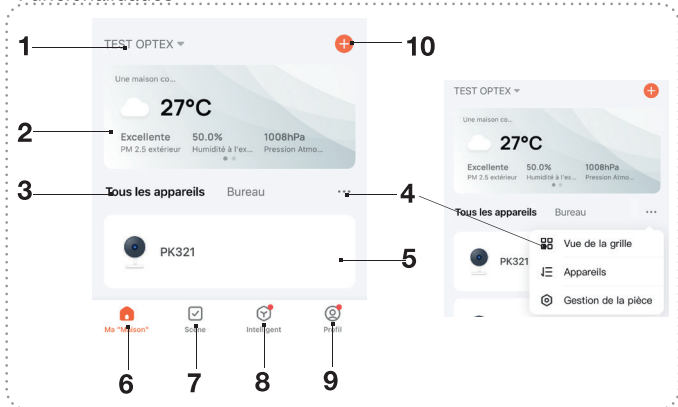 1
TEST OPTEX
10
Une maison co...
27°C
2
Excellente 50.0% 1008hPa
PM 2.5 extérieur Humidité à l'ex... Pression Atmo...
3
Tous les appareils Bureau ...
4
PK321
5
Ma "Maison" Scène Intelligent Profil
6 7 8 9
TEST OPTEX
Une maison co...
27°C
Excellente 50.0% 1008hPa
PM 2.5 extérieur Humidité à l'ex... Pression Atmo...
Tous les appareils Bureau ...
Vue de la grille
PK321
Appareils
Gestion de la pièce